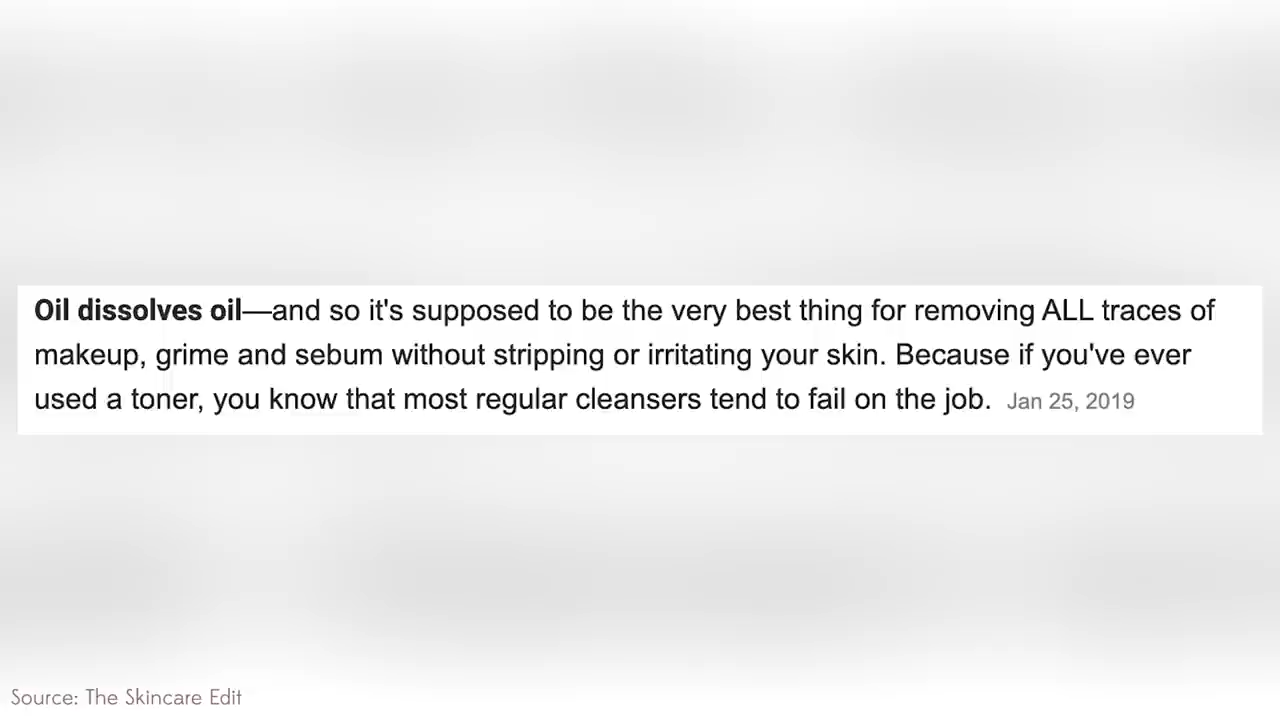 Oil dissolves oil—and so it's supposed to be the very best thing for removing ALL traces of
makeup, grime and sebum without stripping or irritating your skin. Because if you've ever
used a toner, you know that most regular cleansers tend to fail on the job. Jan 25, 2019
Source: The Skincare Edit